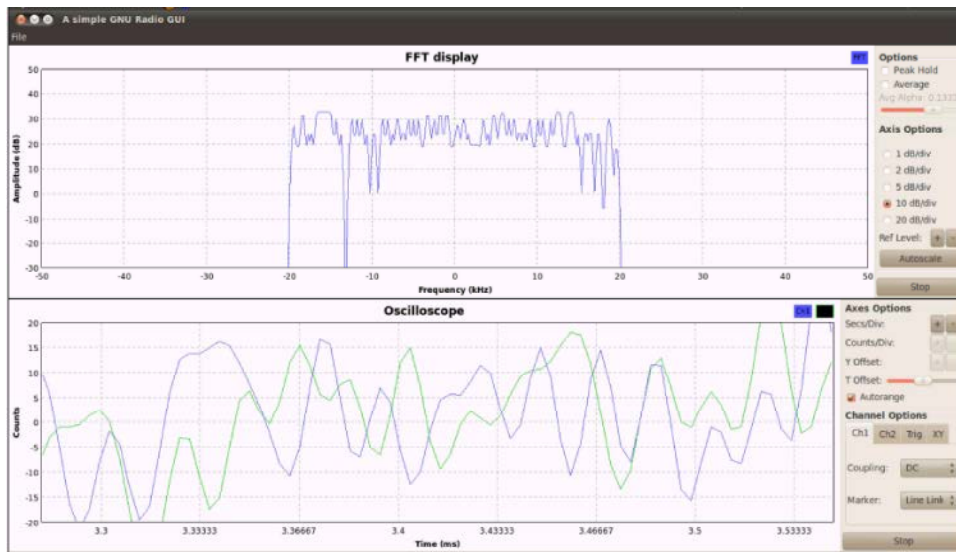 A simple GNU Radio GUI
File
FFT display
FFT
Amplitude (dB)
50
40
30
20
10
0
-10
-20
-30
-50
-40
-30
-20
-10
0
10
20
30
40
50
Frequency (kHz)
Options
Peak Hold
Average
Avg Alpha: 0.1333
Axis Options
1 dB/div
2 dB/div
5 dB/div
10 dB/div
20 dB/div
Ref Level: + -
Autoscale
Stop
Oscilloscope
Ch1
Counts
20
15
10
5
0
-5
-10
-15
-20
3.3
3.33333
3.36667
3.4
3.43333
3.46667
3.5
3.53333
Time (ms)
Axes Options
Secs/Div: + -
Counts/Div:
Y Offset:
T Offset:
Autorange
Channel Options
Ch1 Ch2 Trig XY
Coupling: DC
Marker: Line Link
Stop